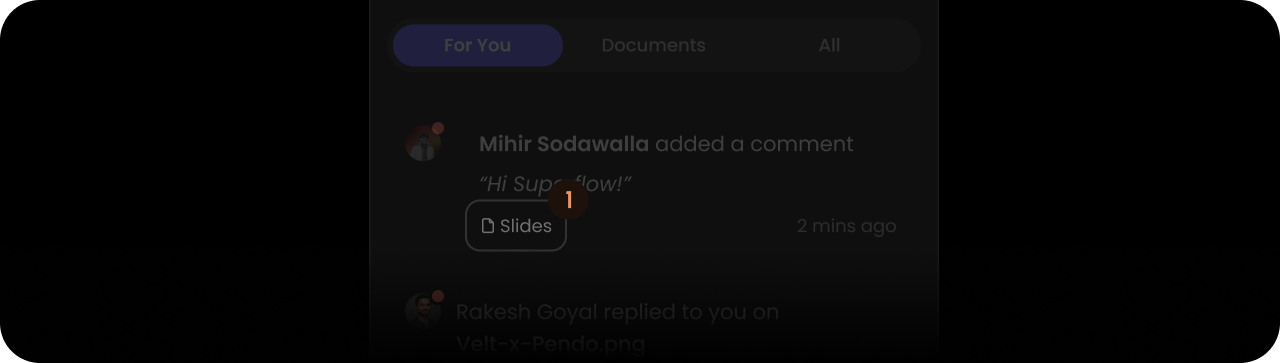 For You
Documents
All
Mihir Sodawalla added a comment
“Hi Superflow!”
1
Slides
2 mins ago
Rakesh Goyal replied to you on
Velt-x-Pendo.png